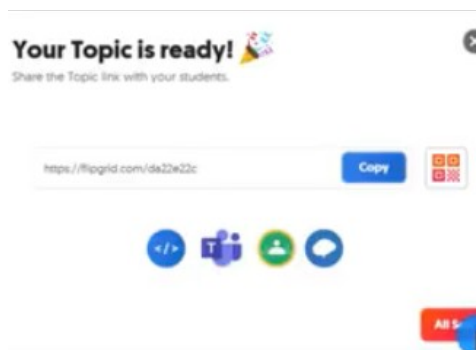 Your Topic is ready!
Share the Topic link with your students.
https://flipgrid.com/da22e22c
Copy
</>
T
All